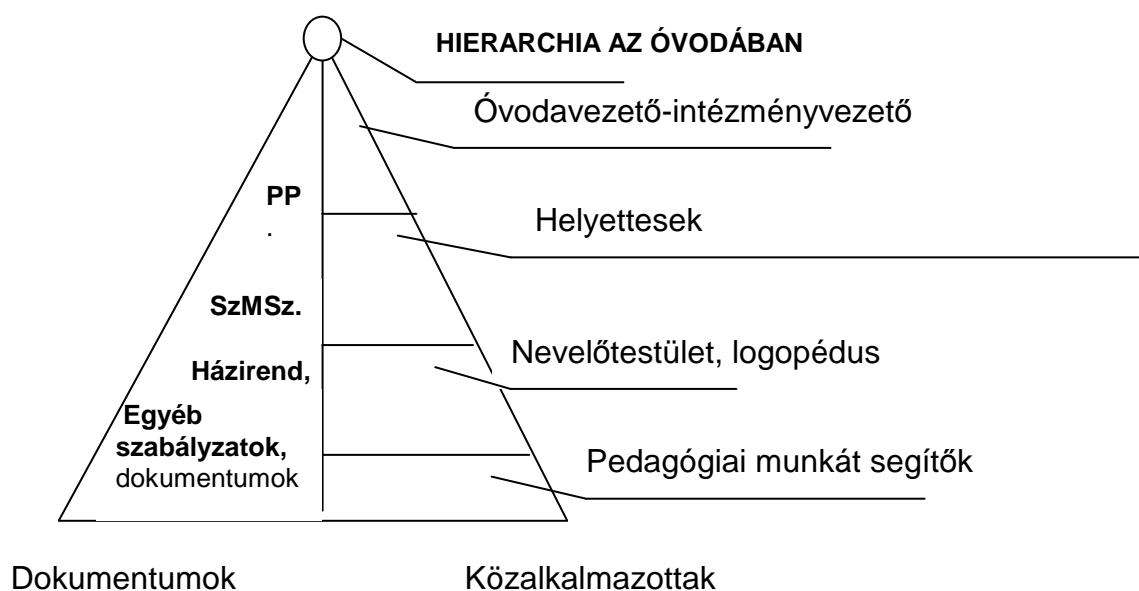 HIERARCHIA AZ ÓVODÁBAN
Óvodavezető-intézményvezető
PP
.
Helyettesek
SzMSz.
Nevelőtestület, logopédus
Házirend,
Egyéb
szabályzatok,
dokumentumok
Pedagógiai munkát segítők
Dokumentumok
Közalkalmazottak